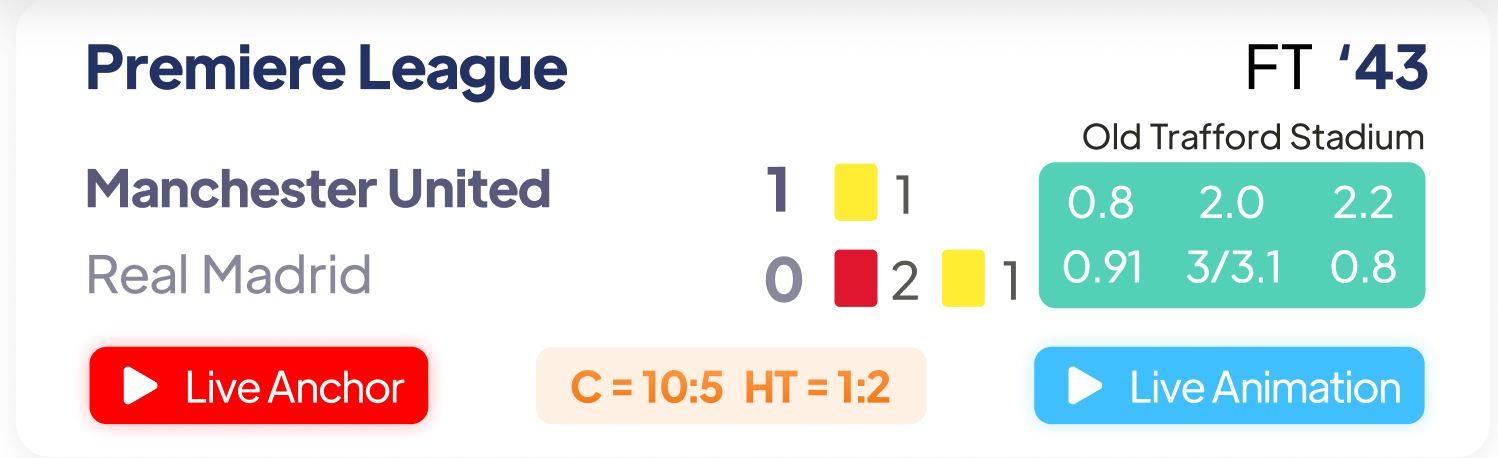 Premiere League FT ‘43
Old Trafford Stadium
Manchester United 1 1 0.8 2.0 2.2
Real Madrid 0 2 1 0.91 3/3.1 0.8
Live Anchor C = 10:5 HT = 1:2 Live Animation